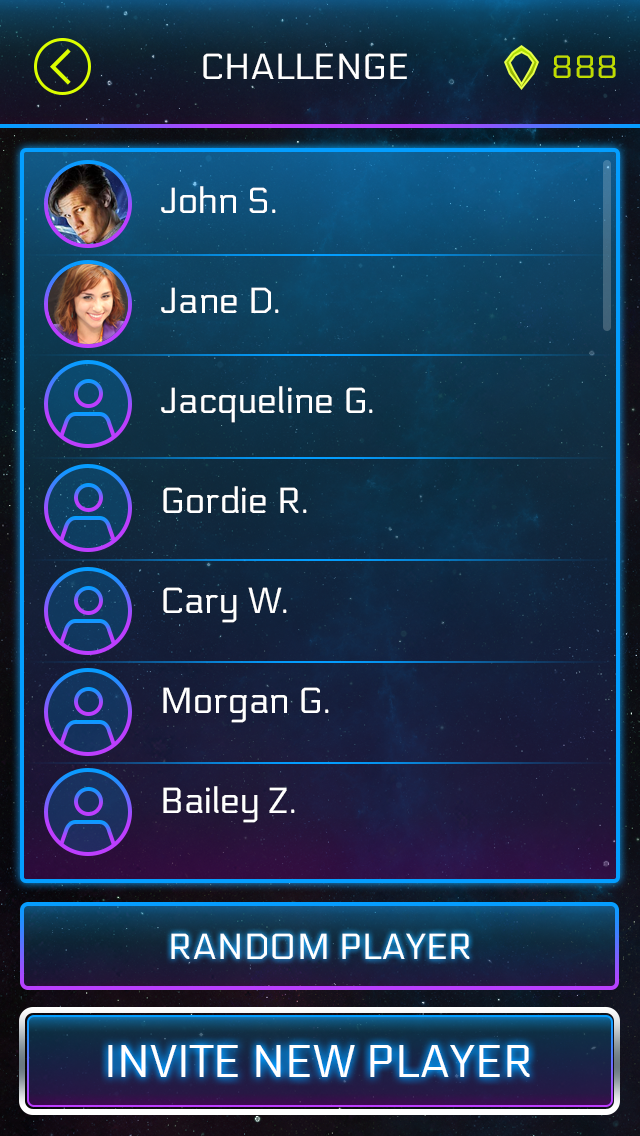 CHALLENGE
888
John S.
Jane D.
Jacqueline G.
Gordie R.
Cary W.
Morgan G.
Bailey Z.
RANDOM PLAYER
INVITE NEW PLAYER